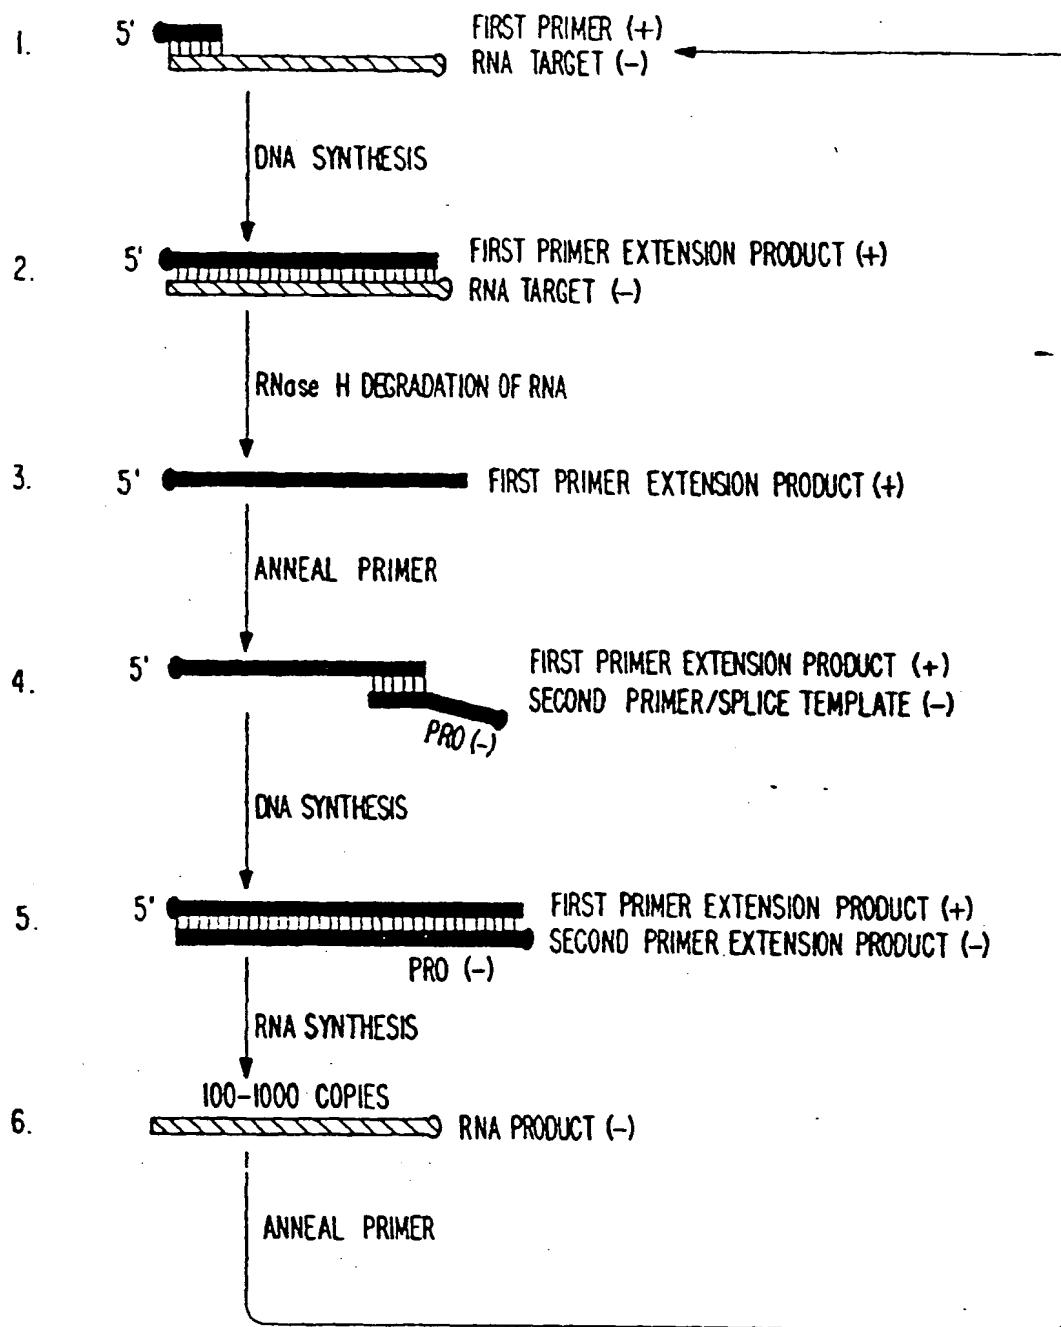 1. 5' FIRST PRIMER (+)
RNA TARGET (-)
DNA SYNTHESIS
2. 5' FIRST PRIMER EXTENSION PRODUCT (+)
RNA TARGET (-)
RNase H DEGRADATION OF RNA
3. 5' FIRST PRIMER EXTENSION PRODUCT (+)
ANNEAL PRIMER
4. 5' FIRST PRIMER EXTENSION PRODUCT (+)
SECOND PRIMER/SPLICE TEMPLATE (-)
PRO (-)
DNA SYNTHESIS
5. 5' FIRST PRIMER EXTENSION PRODUCT (+)
SECOND PRIMER EXTENSION PRODUCT (-)
PRO (-)
RNA SYNTHESIS
100-1000 COPIES
6. RNA PRODUCT (-)
ANNEAL PRIMER